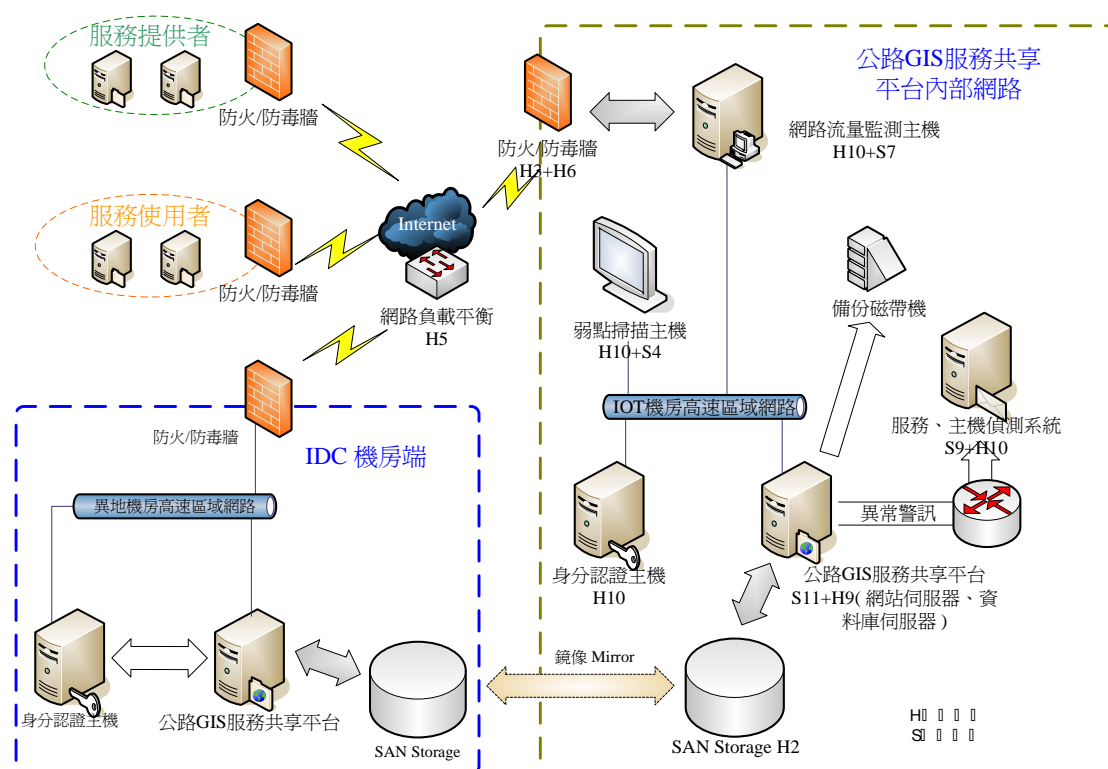 服務提供者
防火/防毒牆
服務使用者
防火/防毒牆
Internet
網路負載平衡
H5
防火/防毒牆
H3+H6
公路GIS服務共享
平台內部網路
網路流量監測主機
H10+S7
弱點掃描主機
H10+S4
備份磁帶機
IOT機房高速區域網路
服務、主機偵測系統
S9+H10
異常警訊
身分認證主機
H10
公路GIS服務共享平台
S11+H9( 網站伺服器、資
料庫伺服器 )
防火/防毒牆
IDC 機房端
異地機房高速區域網路
身分認證主機
公路GIS服務共享平台
SAN Storage
鏡像 Mirror
SAN Storage H2
H
S